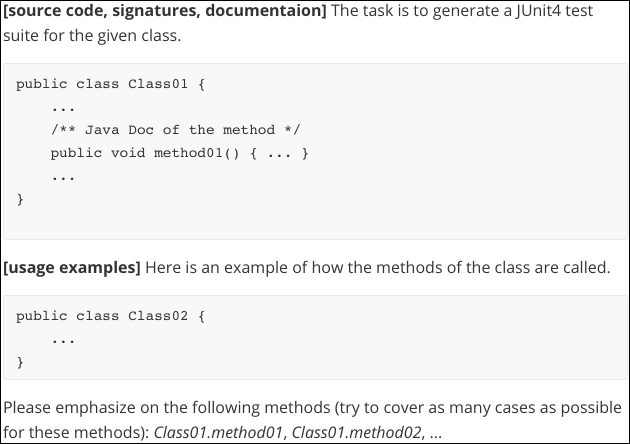 [source code, signatures, documentaion] The task is to generate a JUnit4 test
suite for the given class.
public class Class01 {
...
/** Java Doc of the method */
public void method01() { ... }
...
}
[usage examples] Here is an example of how the methods of the class are called.
public class Class02 {
...
}
Please emphasize on the following methods (try to cover as many cases as possible
for these methods): Class01.method01, Class01.method02, ...